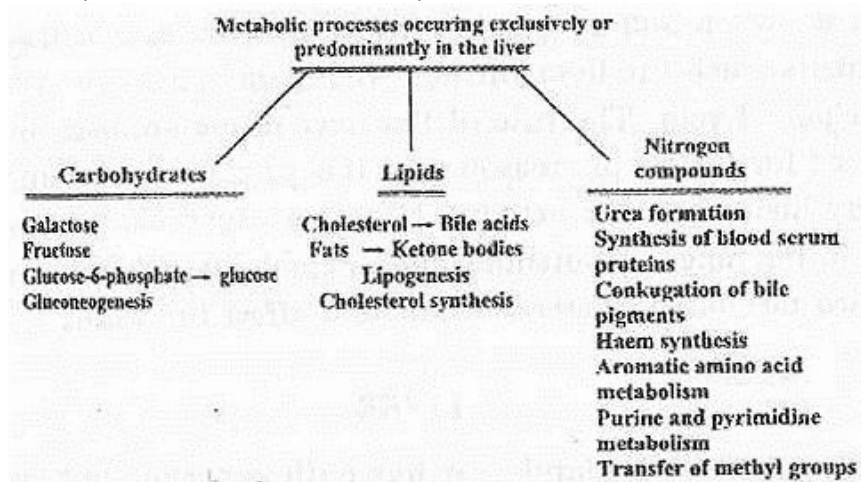 Metabolic processes occuring exclusively or
predominantly in the liver
Carbohydrates
Galactose
Fructose
Glucose-6-phosphate → glucose
Gluconeogenesis
Lipids
Cholesterol → Bile acids
Fats → Ketone bodies
Lipogenesis
Cholesterol synthesis
Nitrogen
compounds
Urea formation
Synthesis of blood serum
proteins
Conkugation of bile
pigments
Haem synthesis
Aromatic amino acid
metabolism
Purine and pyrimidine
metabolism
Transfer of methyl groups